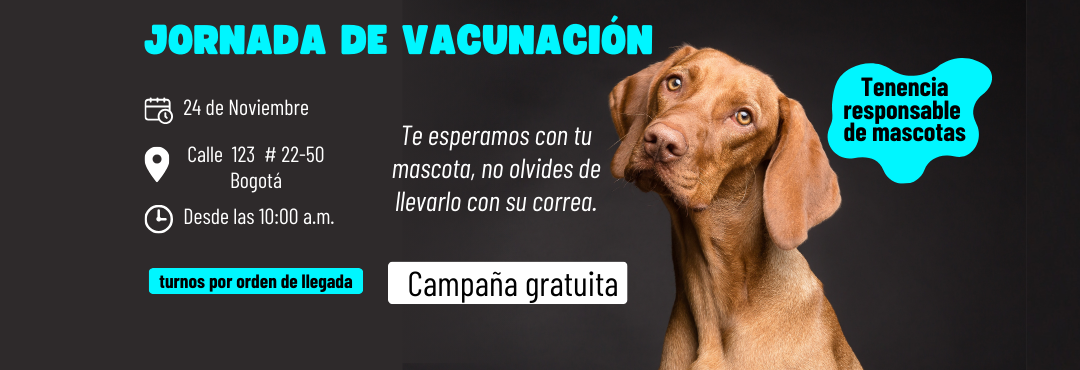 JORNADA DE VACUNACIÓN
24 de Noviembre
Calle 123 # 22-50
Bogotá
Desde las 10:00 a.m.
turnos por orden de llegada
Te esperamos con tu
mascota, no olvides de
llevarlo con su correa.
Campaña gratuita
Tenencia
responsable
de mascotas